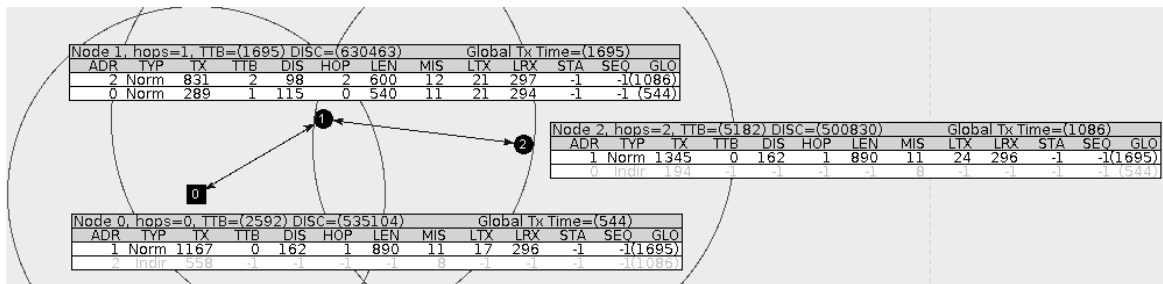 Node 1, hops=1, TTB=(1695) DISC=(630463) Global Tx Time=(1695)
ADR TYP TX TTB DIS HOP LEN MIS LTX LRX STA SEQ GLO
2 Norm 831 2 98 2 600 12 21 297 -1 -1(1086)
0 Norm 289 1 115 0 540 11 21 294 -1 -1 (544)
1
2
Node 2, hops=2, TTB=(5182) DISC=(500830) Global Tx Time=(1086)
ADR TYP TX TTB DIS HOP LEN MIS LTX LRX STA SEQ GLO
1 Norm 1345 0 162 1 890 11 24 296 -1 -1(1695)
0 Indir 194 -1 -1 -1 -1 8 -1 -1 -1 -1 (544)
0
Node 0, hops=0, TTB=(2592) DISC=(535104) Global Tx Time=(544)
ADR TYP TX TTB DIS HOP LEN MIS LTX LRX STA SEQ GLO
1 Norm 1167 0 162 1 890 11 17 296 -1 -1(1695)
2 Indir 558 -1 -1 -1 -1 8 -1 -1 -1 -1(1086)